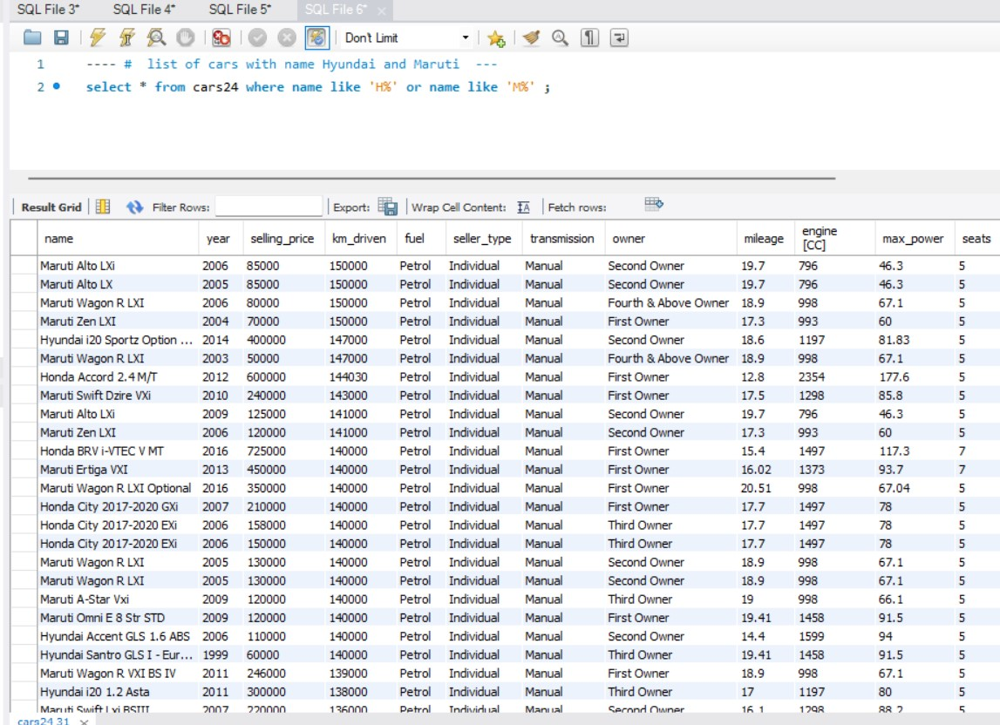 SQL File 3* SQL File 4* SQL File 5* SQL File 6* ×
Don't Limit
1 ---- # list of cars with name Hyundai and Maruti ---
2 select * from cars24 where name like 'H%' or name like 'M%' ;
Result Grid Filter Rows: Export: Wrap Cell Content: Fetch rows:
name year selling_price km_driven fuel seller_type transmission owner mileage engine [CC] max_power seats
Maruti Alto LXi 2006 85000 150000 Petrol Individual Manual Second Owner 19.7 796 46.3 5
Maruti Alto LX 2005 85000 150000 Petrol Individual Manual Second Owner 19.7 796 46.3 5
Maruti Wagon R LXI 2006 80000 150000 Petrol Individual Manual Fourth & Above Owner 18.9 998 67.1 5
Maruti Zen LXI 2004 70000 150000 Petrol Individual Manual First Owner 17.3 993 60 5
Hyundai i20 Sportz Option ... 2014 400000 147000 Petrol Individual Manual Second Owner 18.6 1197 81.83 5
Maruti Wagon R LXI 2003 50000 147000 Petrol Individual Manual Fourth & Above Owner 18.9 998 67.1 5
Honda Accord 2.4 M/T 2012 600000 144030 Petrol Individual Manual First Owner 12.8 2354 177.6 5
Maruti Swift Dzire VXi 2010 240000 143000 Petrol Individual Manual First Owner 17.5 1298 85.8 5
Maruti Alto LXi 2009 125000 141000 Petrol Individual Manual Second Owner 19.7 796 46.3 5
Maruti Zen LXI 2006 120000 141000 Petrol Individual Manual Second Owner 17.3 993 60 5
Honda BRV i-VTEC V MT 2016 725000 140000 Petrol Individual Manual First Owner 15.4 1497 117.3 7
Maruti Ertiga VXI 2013 450000 140000 Petrol Individual Manual First Owner 16.02 1373 93.7 7
Maruti Wagon R LXI Optional 2016 350000 140000 Petrol Individual Manual First Owner 20.51 998 67.04 5
Honda City 2017-2020 GXi 2007 210000 140000 Petrol Individual Manual First Owner 17.7 1497 78 5
Honda City 2017-2020 EXi 2006 158000 140000 Petrol Individual Manual Third Owner 17.7 1497 78 5
Honda City 2017-2020 EXi 2006 150000 140000 Petrol Individual Manual Third Owner 17.7 1497 78 5
Maruti Wagon R LXI 2005 130000 140000 Petrol Individual Manual Second Owner 18.9 998 67.1 5
Maruti Wagon R LXI 2005 130000 140000 Petrol Individual Manual Second Owner 18.9 998 67.1 5
Maruti A-Star Vxi 2009 120000 140000 Petrol Individual Manual Third Owner 19 998 66.1 5
Maruti Omni E 8 Str STD 2009 120000 140000 Petrol Individual Manual First Owner 19.41 1458 91.5 5
Hyundai Accent GLS 1.6 ABS 2006 110000 140000 Petrol Individual Manual Second Owner 14.4 1599 94 5
Hyundai Santro GLS I - Eur... 1999 60000 140000 Petrol Individual Manual Third Owner 19.41 1458 91.5 5
Maruti Wagon R VXI BS IV 2011 246000 139000 Petrol Individual Manual First Owner 18.9 998 67.1 5
Hyundai i20 1.2 Asta 2011 300000 138000 Petrol Individual Manual Third Owner 17 1197 80 5
Maruti Swift Lxi BSIII 2007 220000 136000 Petrol Individual Manual Second Owner 16.1 1298 88.2 5
cars24 31 ×